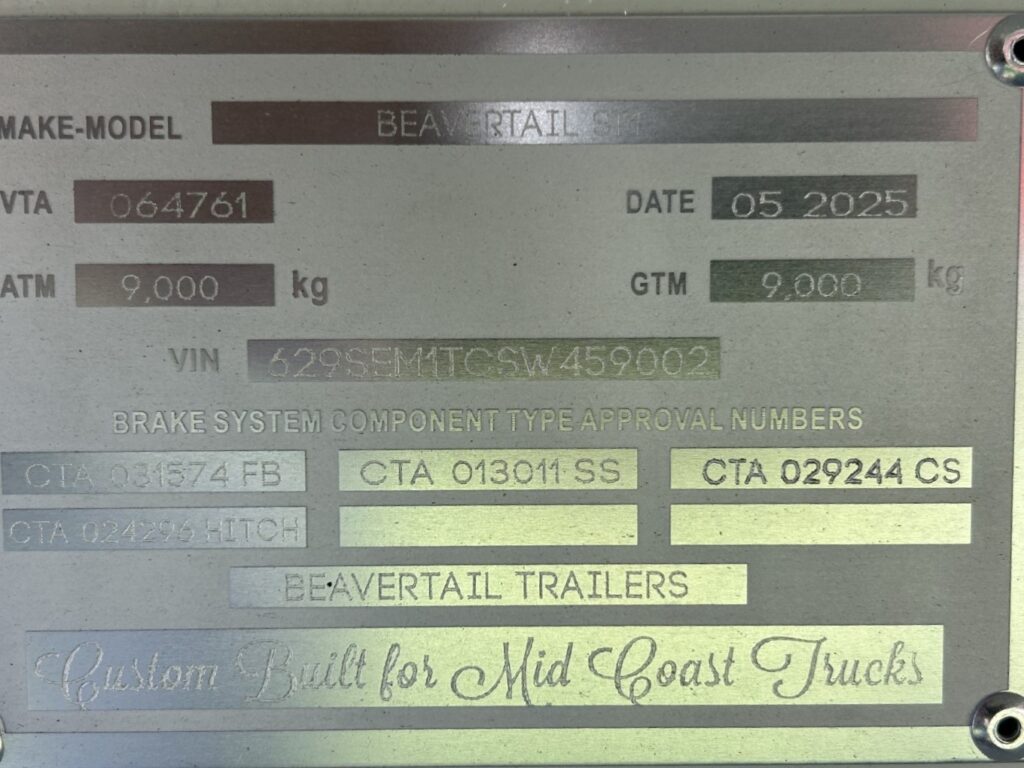 MAKE-MODEL BEAVERTAIL SM1
VTA 064761 DATE 05 2025
ATM 9,000 kg GTM 9,000 kg
VIN 629SEM1TCSW459002
BRAKE SYSTEM COMPONENT TYPE APPROVAL NUMBERS
CTA 031574 FB CTA 013011 SS CTA 029244 CS
CTA 024296 HITCH
BEAVERTAIL TRAILERS
Custom Built for Mid Coast Trucks